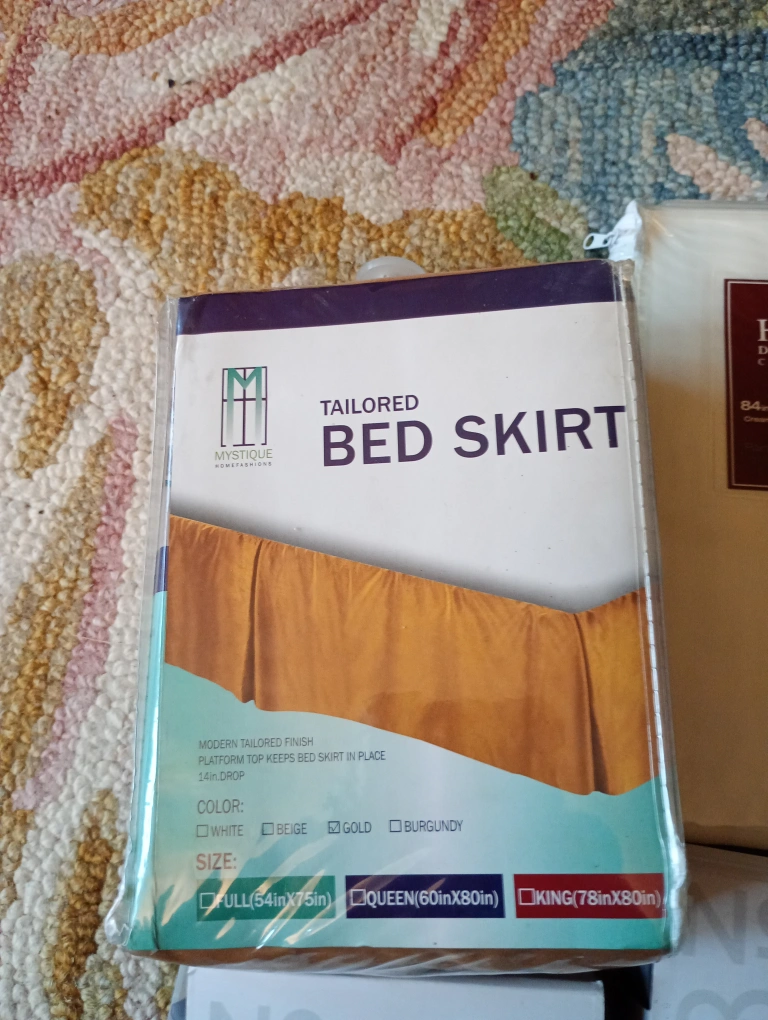 MYSTIQUE
HOMEFASHIONS
TAILORED
BED SKIRT
MODERN TAILORED FINISH
PLATFORM TOP KEEPS BED SKIRT IN PLACE
14in.DROP
COLOR:
☐ WHITE ☐ BEIGE ☑ GOLD ☐ BURGUNDY
SIZE:
☐ FULL(54inX75in) ☐ QUEEN(60inX80in) ☐ KING(78inX80in)
84in